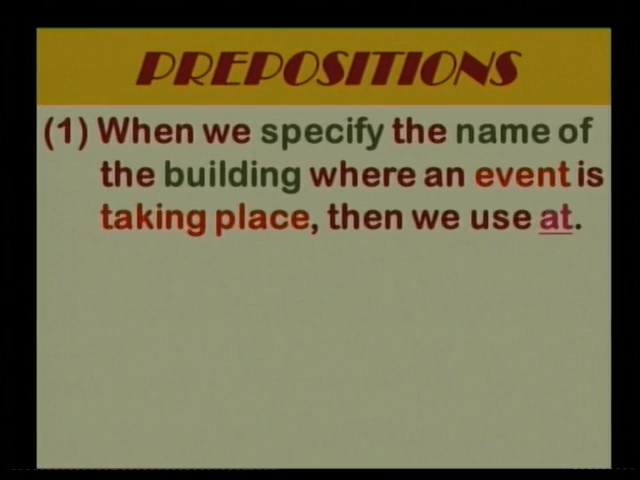 PREPOSITIONS
(1) When we specify the name of
the building where an event is
taking place, then we use at.